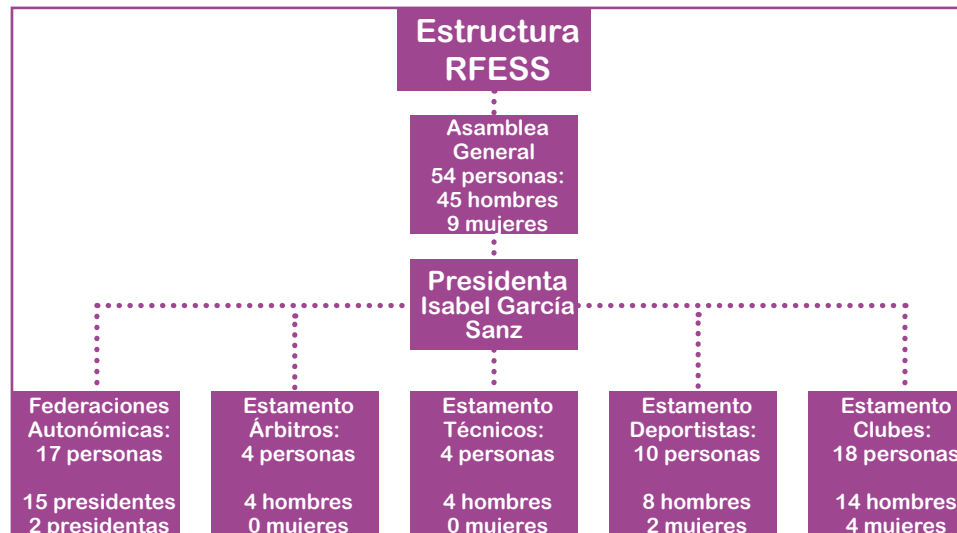 Estructura
RFESS
Asamblea
General
54 personas:
45 hombres
9 mujeres
Presidenta
Isabel García
Sanz
Federaciones
Autonómicas:
17 personas
15 presidentes
2 presidentas
Estamento
Árbitros:
4 personas
4 hombres
0 mujeres
Estamento
Técnicos:
4 personas
4 hombres
0 mujeres
Estamento
Deportistas:
10 personas
8 hombres
2 mujeres
Estamento
Clubes:
18 personas
14 hombres
4 mujeres